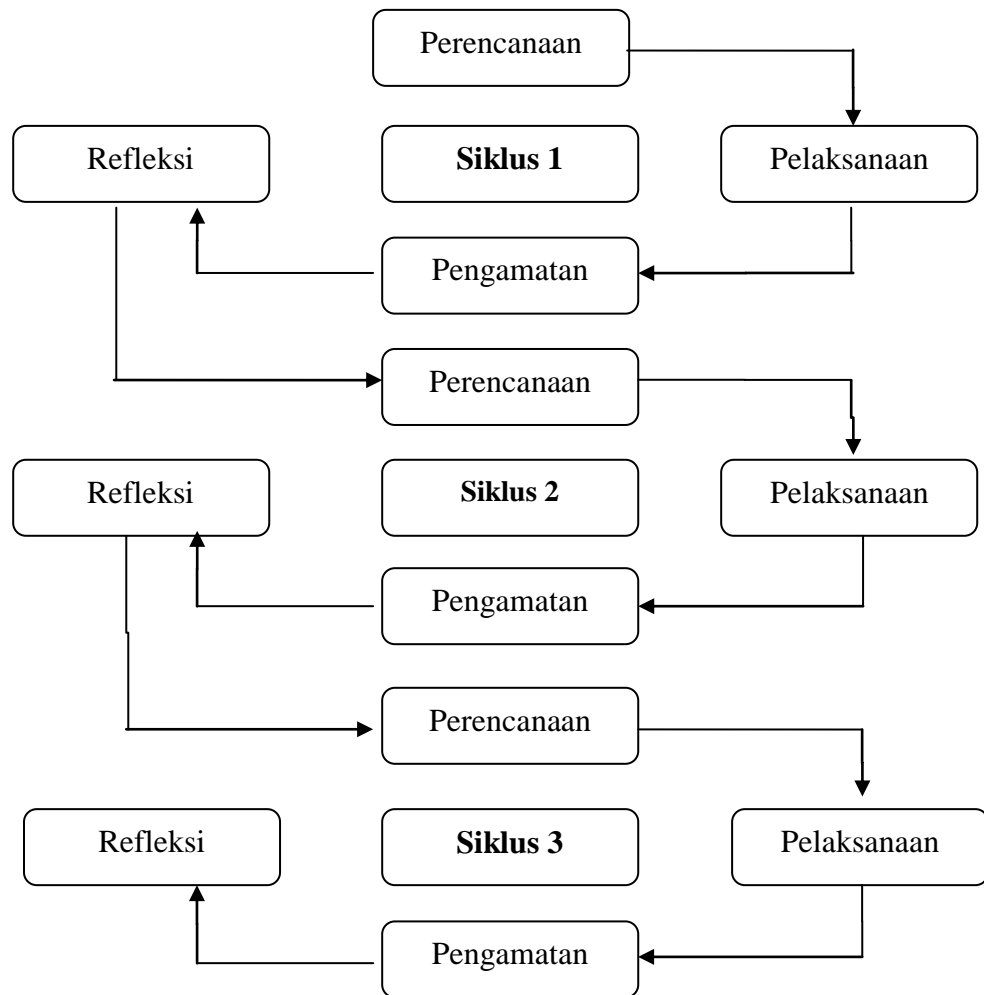 Perencanaan
Refleksi
Siklus 1
Pelaksanaan
Pengamatan
Perencanaan
Refleksi
Siklus 2
Pelaksanaan
Pengamatan
Perencanaan
Refleksi
Siklus 3
Pelaksanaan
Pengamatan